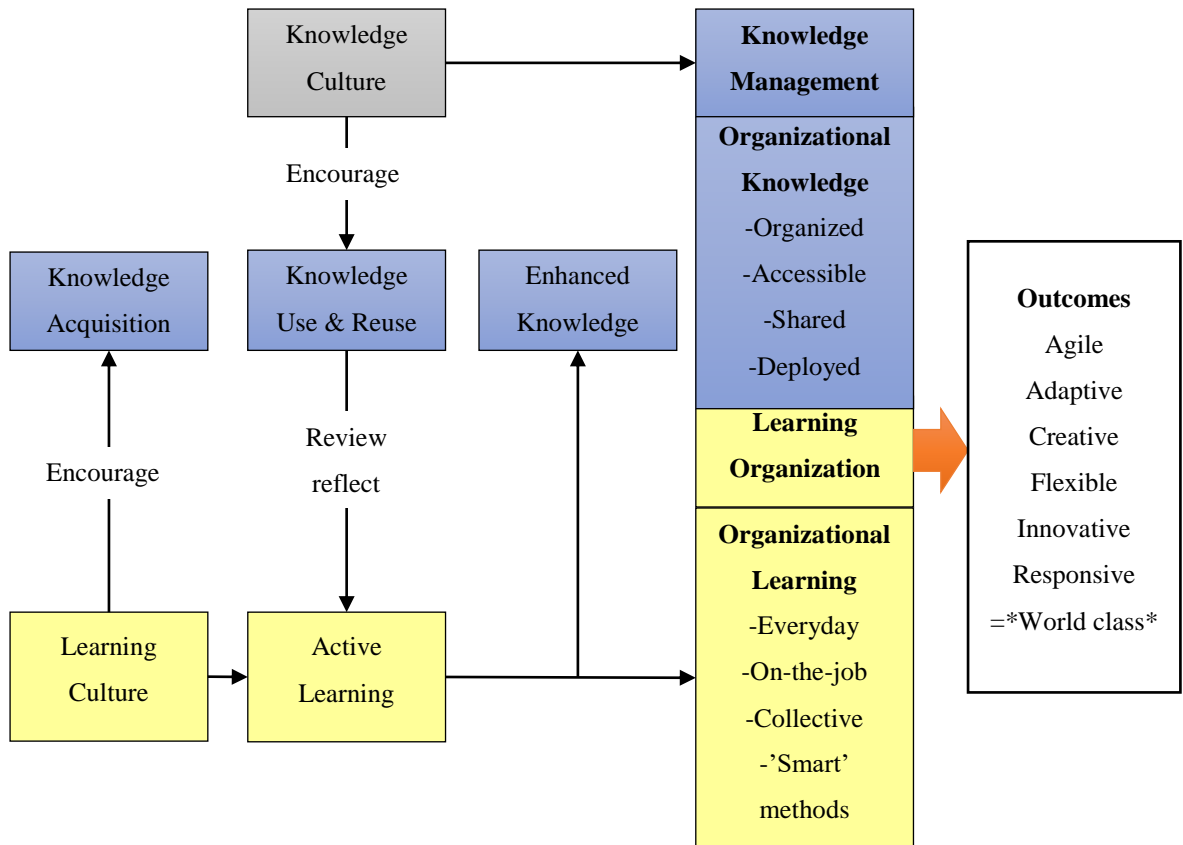 Knowledge
Culture
Knowledge
Management
Encourage
Organizational
Knowledge
-Organized
-Accessible
-Shared
-Deployed
Knowledge
Acquisition
Knowledge
Use & Reuse
Enhanced
Knowledge
Outcomes
Agile
Adaptive
Creative
Flexible
Innovative
Responsive
=*World class*
Encourage
Review
reflect
Learning
Organization
Learning
Culture
Active
Learning
Organizational
Learning
-Everyday
-On-the-job
-Collective
-’Smart’
methods